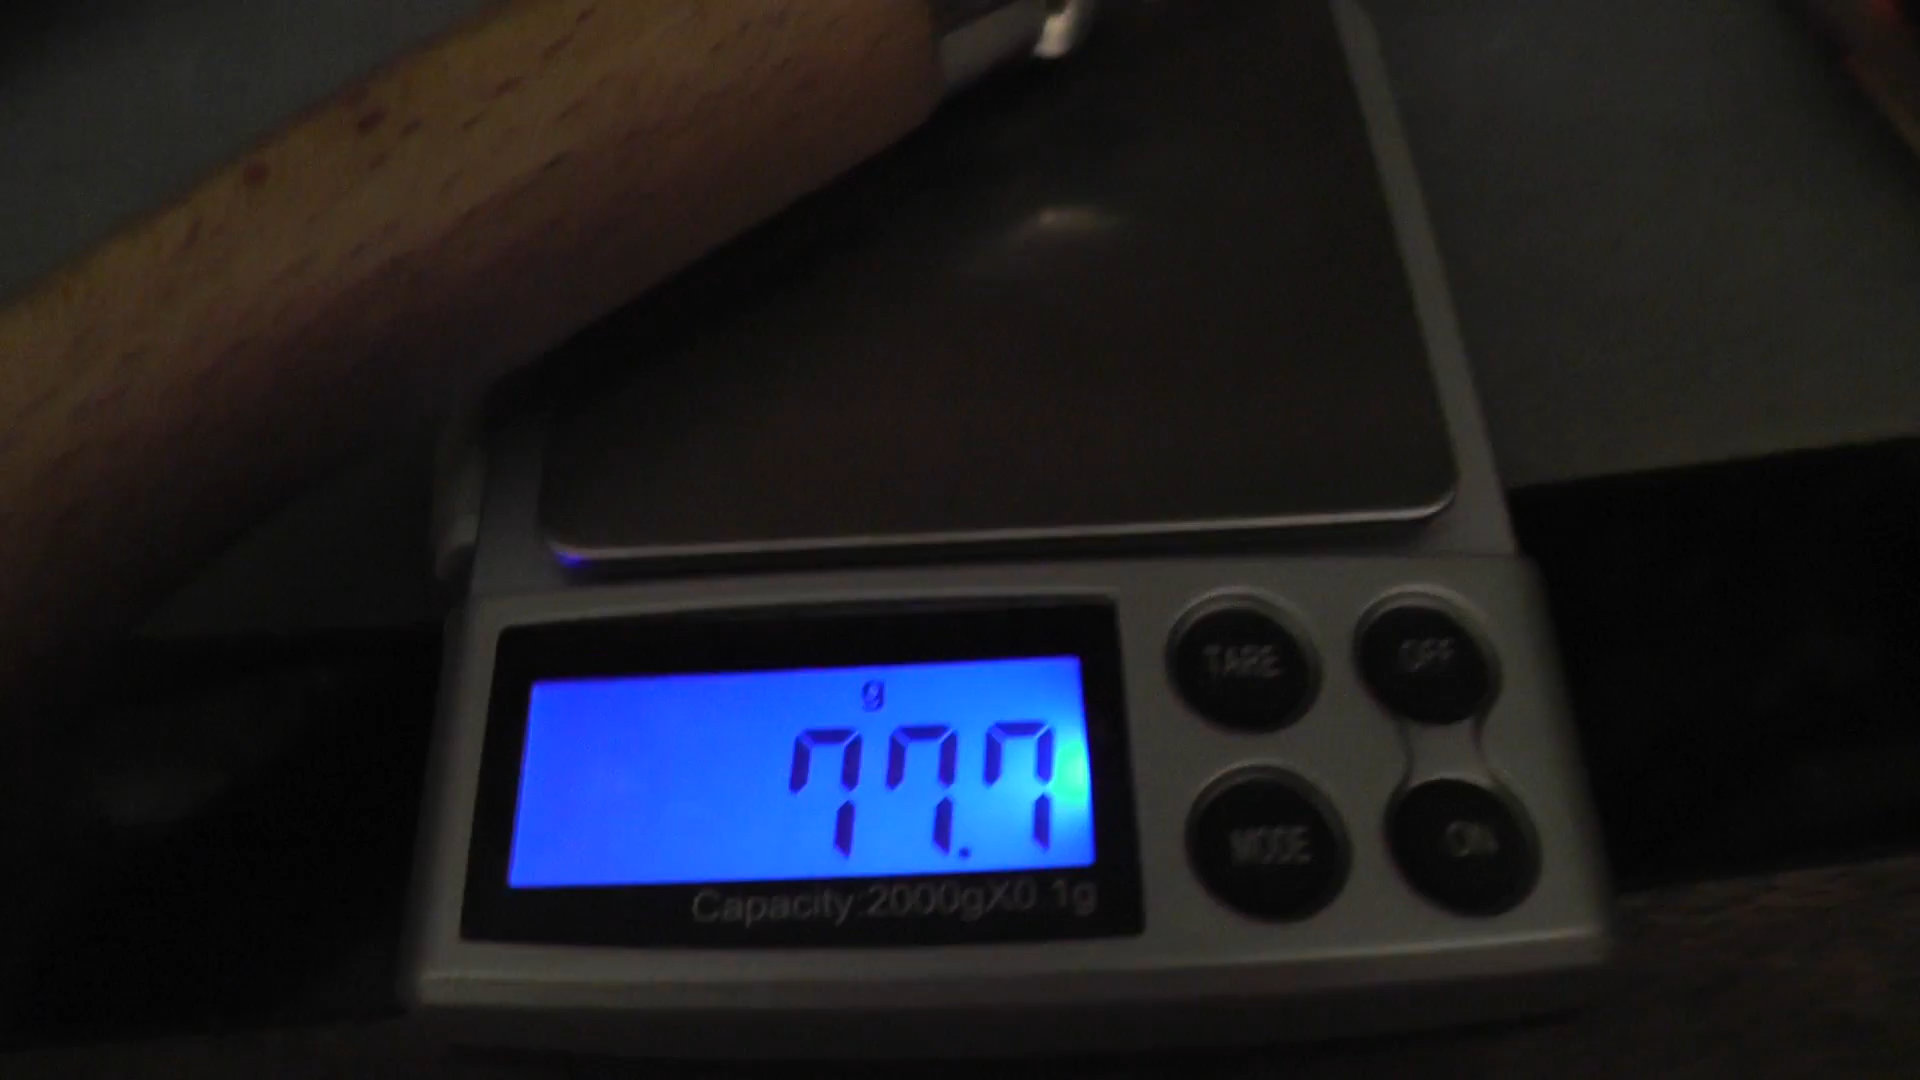 g
77.7
Capacity:2000gX0.1g
TARE
OFF
MODE
ON